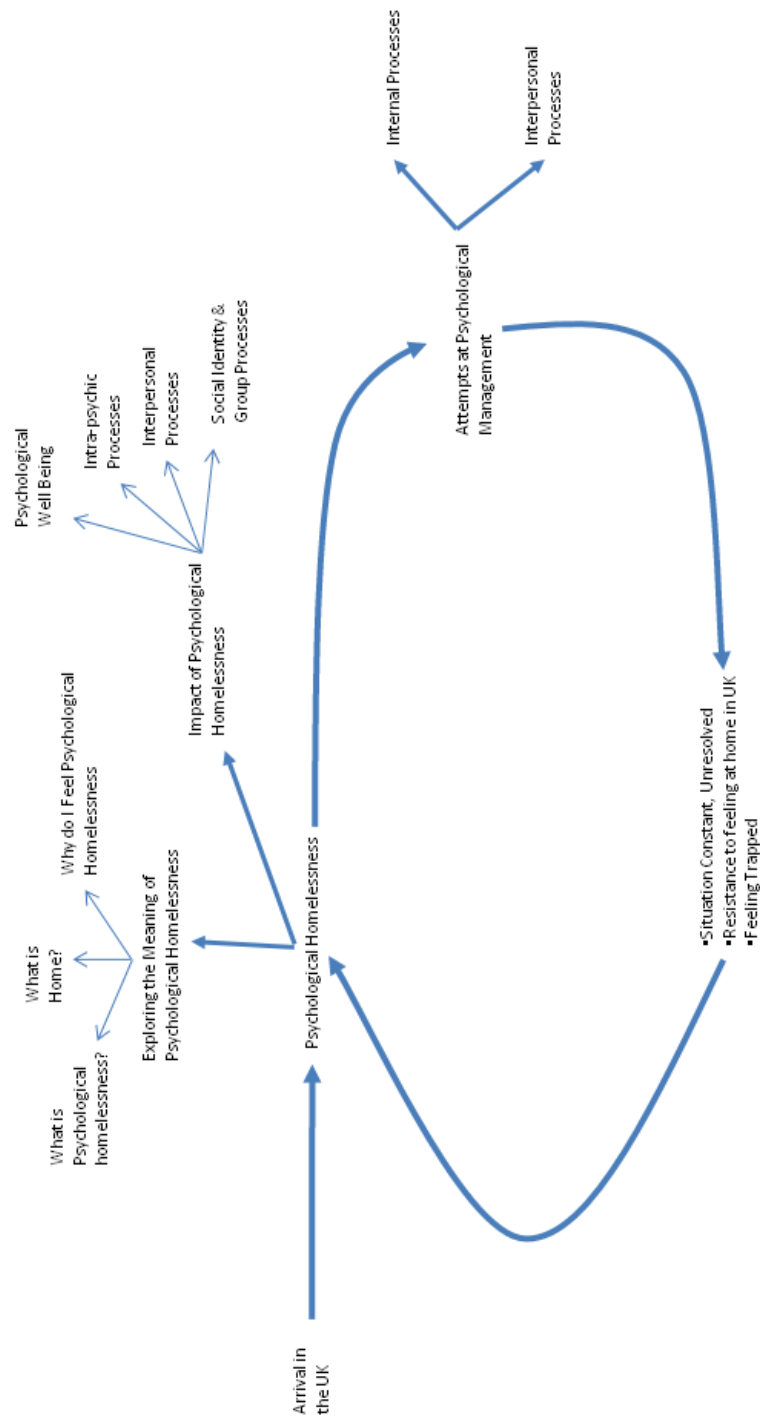 Arrival in
the UK
What is
Psychological
homelessness?
What is
Home?
Why do I Feel Psychological
Homelessness
Exploring the Meaning of
Psychological Homelessness
Psychological Homelessness
Impact of Psychological
Homelessness
Psychological
Well Being
Intra-psychic
Processes
Interpersonal
Processes
Social Identity &
Group Processes
Attempts at Psychological
Management
Internal Processes
Interpersonal
Processes
▪Situation Constant, Unresolved
▪Resistance to feeling at home in UK
▪Feeling Trapped